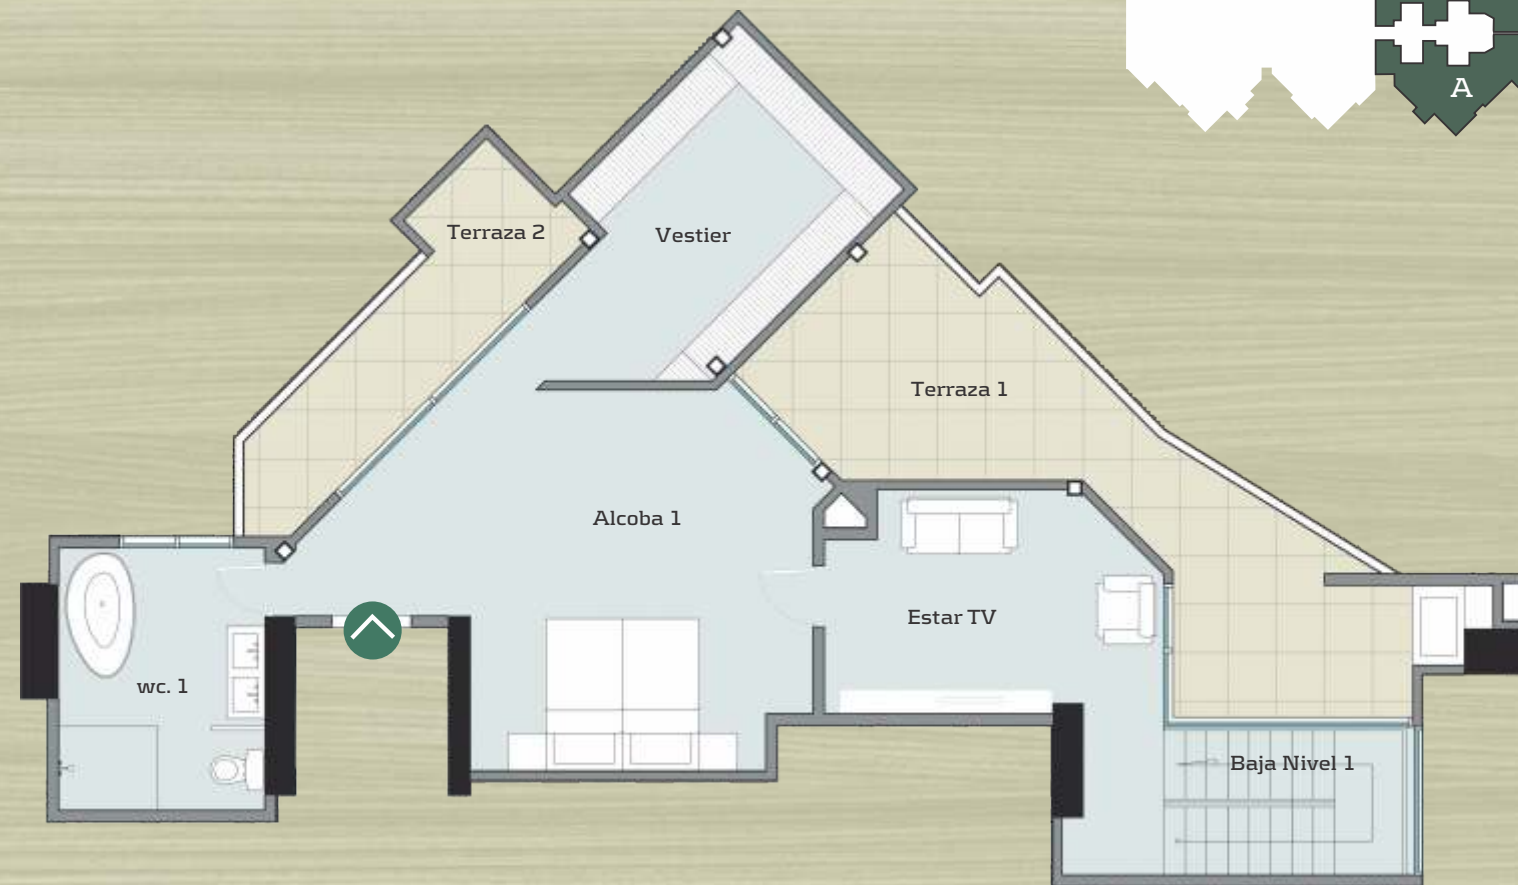 A
Terraza 2
Vestier
Terraza 1
Alcoba 1
Estar TV
wc. 1
Baja Nivel 1